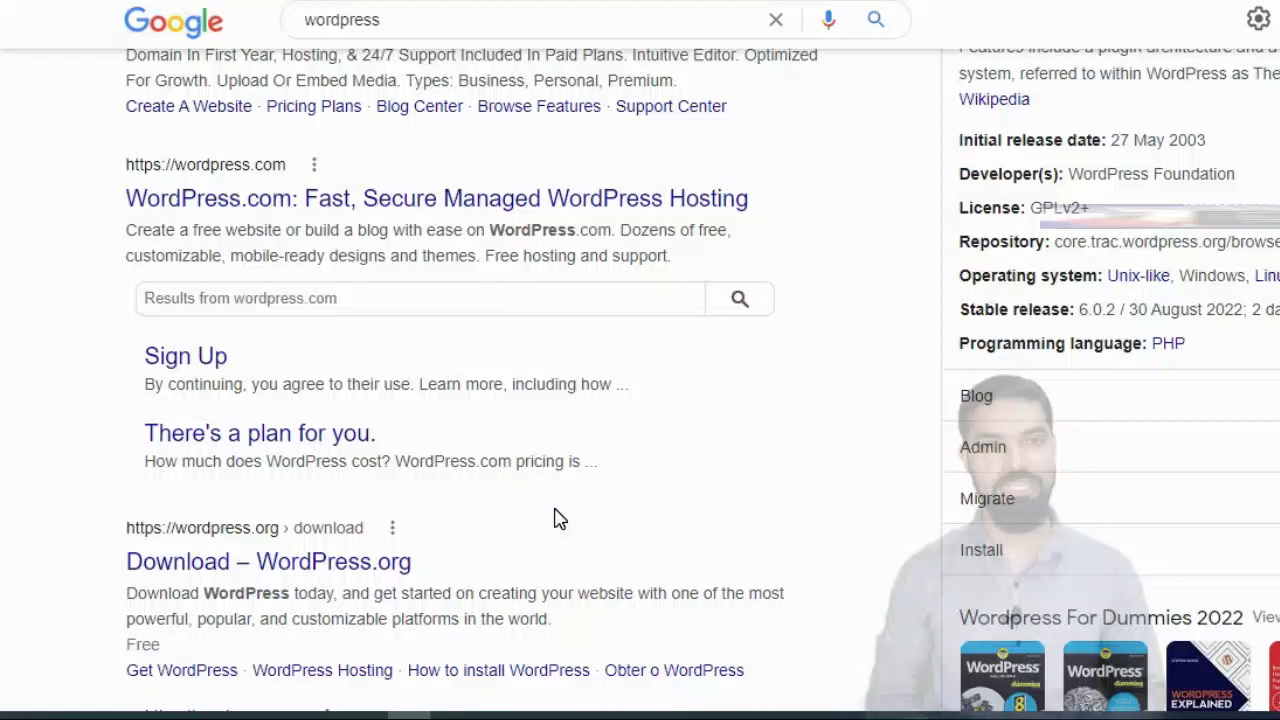 Google
wordpress
Domain In First Year, Hosting, & 24/7 Support Included In Paid Plans. Intuitive Editor. Optimized
For Growth. Upload Or Embed Media. Types: Business, Personal, Premium.
Create A Website · Pricing Plans · Blog Center · Browse Features · Support Center
https://wordpress.com
WordPress.com: Fast, Secure Managed WordPress Hosting
Create a free website or build a blog with ease on WordPress.com. Dozens of free,
customizable, mobile-ready designs and themes. Free hosting and support.
Results from wordpress.com
Sign Up
By continuing, you agree to their use. Learn more, including how ...
There's a plan for you.
How much does WordPress cost? WordPress.com pricing is ...
https://wordpress.org › download
Download – WordPress.org
Download WordPress today, and get started on creating your website with one of the most
powerful, popular, and customizable platforms in the world.
Free
Get WordPress · WordPress Hosting · How to install WordPress · Obter o WordPress
system, referred to within WordPress as The
Wikipedia
Initial release date: 27 May 2003
Developer(s): WordPress Foundation
License: GPLv2+
Repository: core.trac.wordpress.org/browse
Operating system: Unix-like, Windows, Linu
Stable release: 6.0.2 / 30 August 2022; 2 da
Programming language: PHP
Blog
Admin
Migrate
Install
Wordpress For Dummies 2022 View
WordPress
dummies
8
WordPress
dummies
WORDPRESS
EXPLAINED